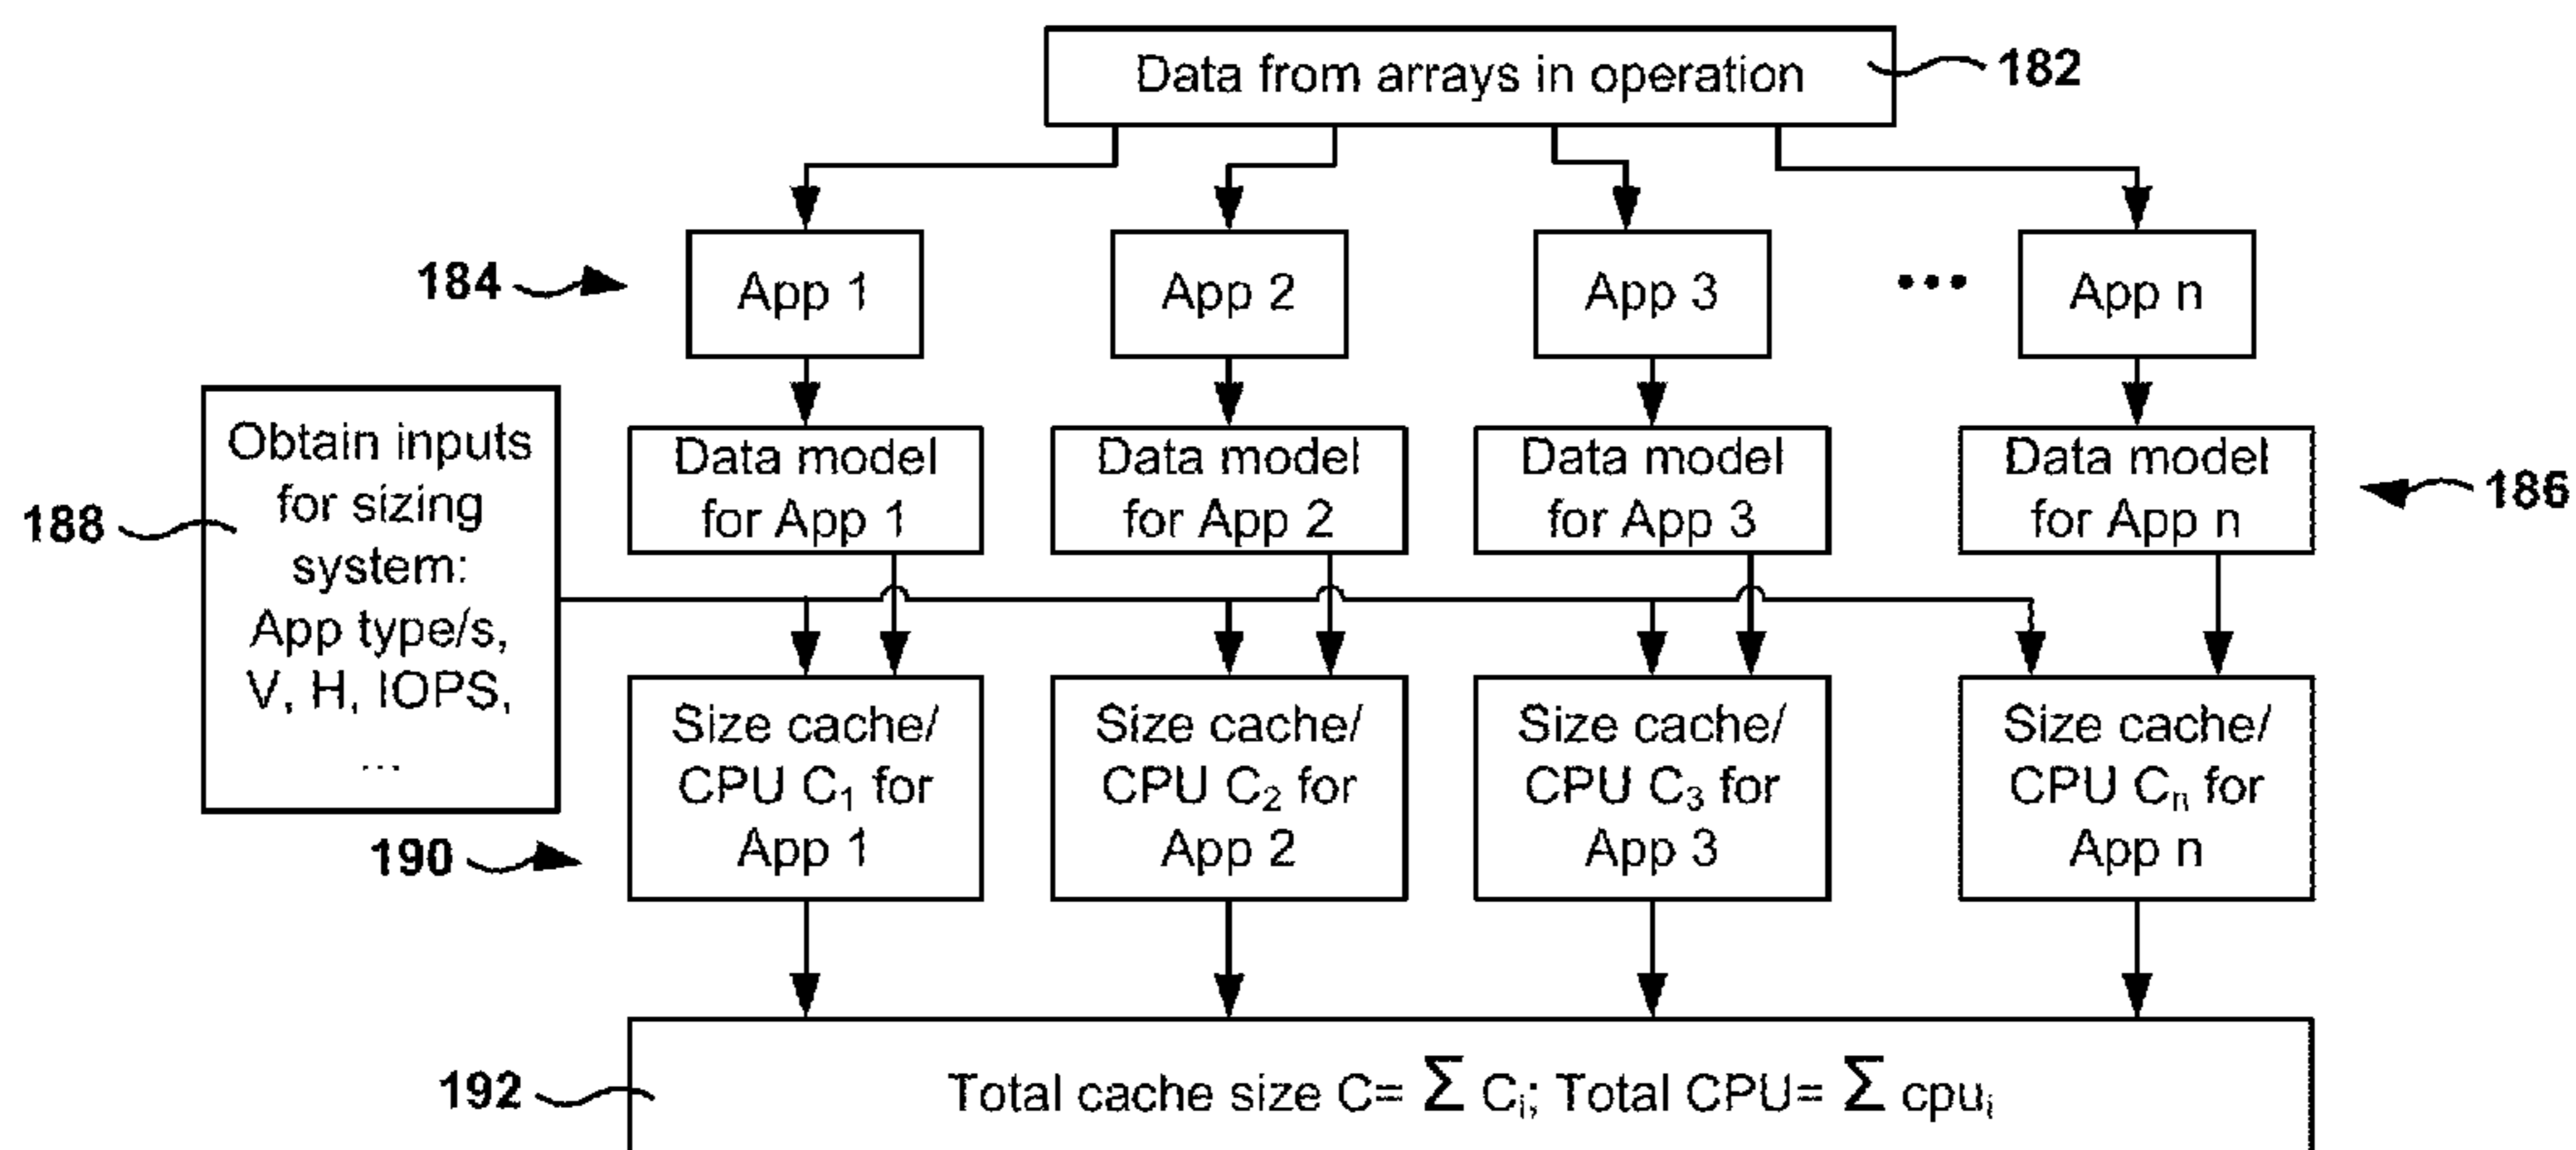 Data from arrays in operation
182
184
App 1
App 2
App 3
...
App n
188
Obtain inputs
for sizing
system:
App type/s,
V, H, IOPS,
...
Data model
for App 1
Data model
for App 2
Data model
for App 3
Data model
for App n
186
190
Size cache/
CPU C₁ for
App 1
Size cache/
CPU C₂ for
App 2
Size cache/
CPU C₃ for
App 3
Size cache/
CPU Cₙ for
App n
192
Total cache size C= Σ Cᵢ; Total CPU= Σ cpuᵢ